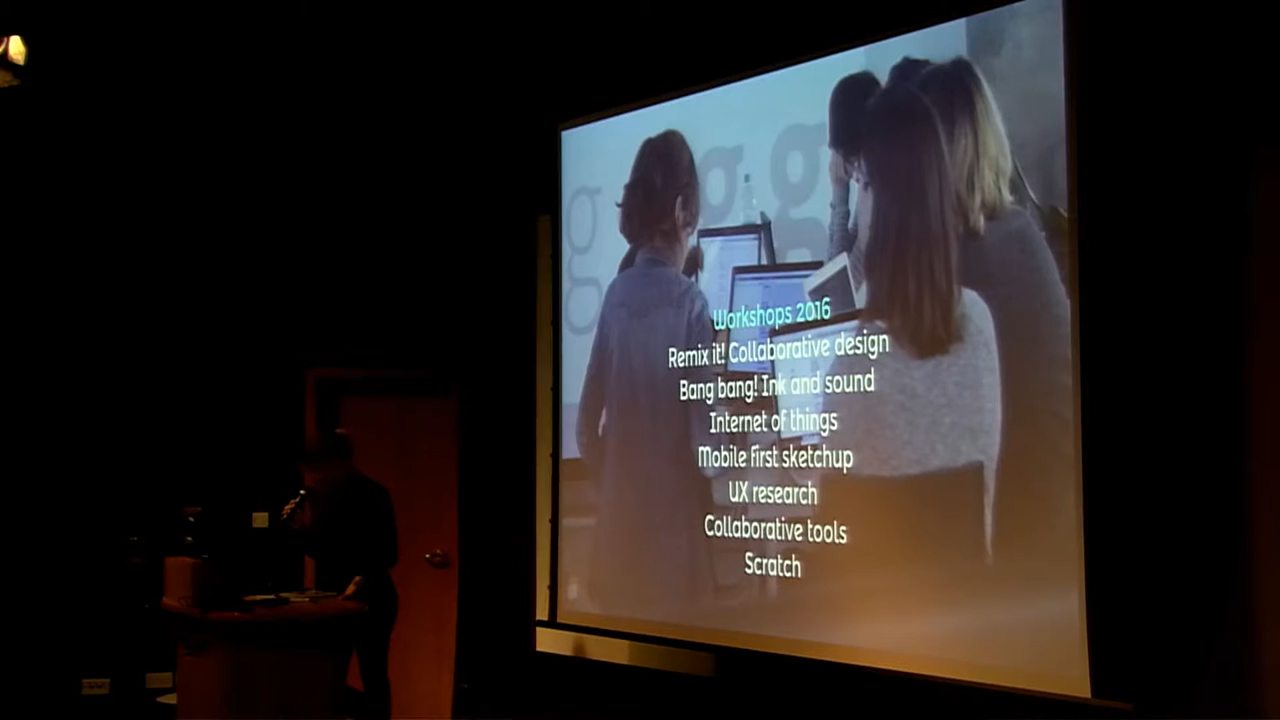 g g g
g
Workshops 2016
Remix it! Collaborative design
Bang bang! Ink and sound
Internet of things
Mobile first sketchup
UX research
Collaborative tools
Scratch